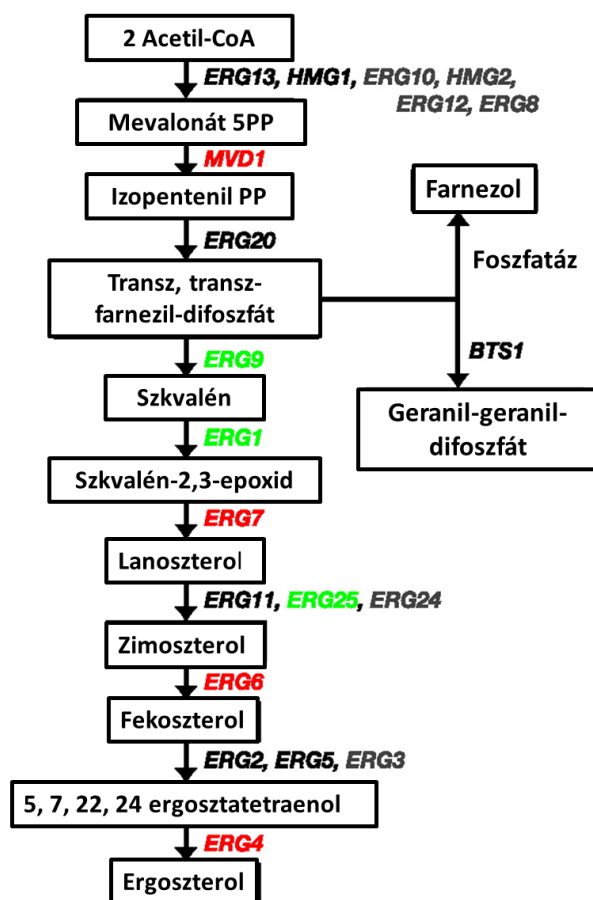 2 Acetil-CoA
ERG13, HMG1, ERG10, HMG2,
ERG12, ERG8
Mevalonát 5PP
MVD1
Izopentenil PP
Farnezol
ERG20
Foszfatáz
Transz, transz-
farnezil-difoszfát
ERG9
BTS1
Szkvalén
Geranil-geranil-
difoszfát
ERG1
Szkvalén-2,3-epoxid
ERG7
Lanoszterol
ERG11, ERG25, ERG24
Zimoszterol
ERG6
Fekoszterol
ERG2, ERG5, ERG3
5, 7, 22, 24 ergosztatetraenol
ERG4
Ergoszterol